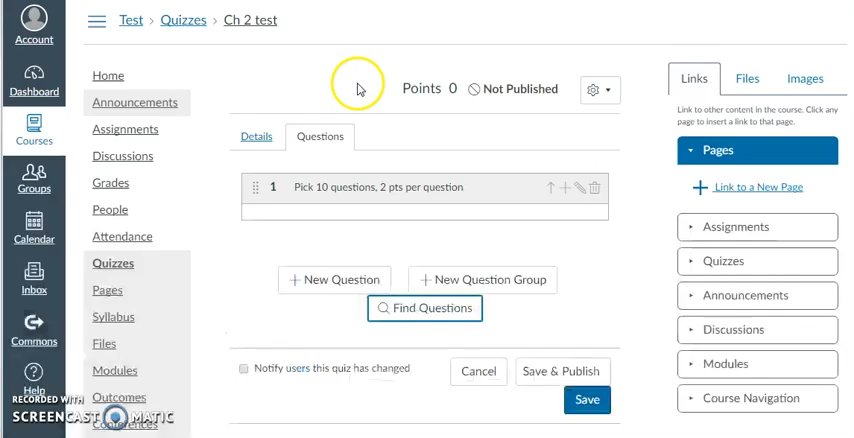 Account
Dashboard
Courses
Groups
Calendar
Inbox
Commons
Help
Test > Quizzes > Ch 2 test
Home
Announcements
Assignments
Discussions
Grades
People
Attendance
Quizzes
Pages
Syllabus
Files
Modules
Outcomes
Conferences
Points 0 Not Published
Details Questions
1 Pick 10 questions, 2 pts per question
New Question New Question Group
Find Questions
Notify users this quiz has changed
Cancel Save & Publish
Save
Links Files Images
Link to other content in the course. Click any
page to insert a link to that page.
Pages
Link to a New Page
Assignments
Quizzes
Announcements
Discussions
Modules
Course Navigation
RECORDED WITH
SCREENCAST MATIC